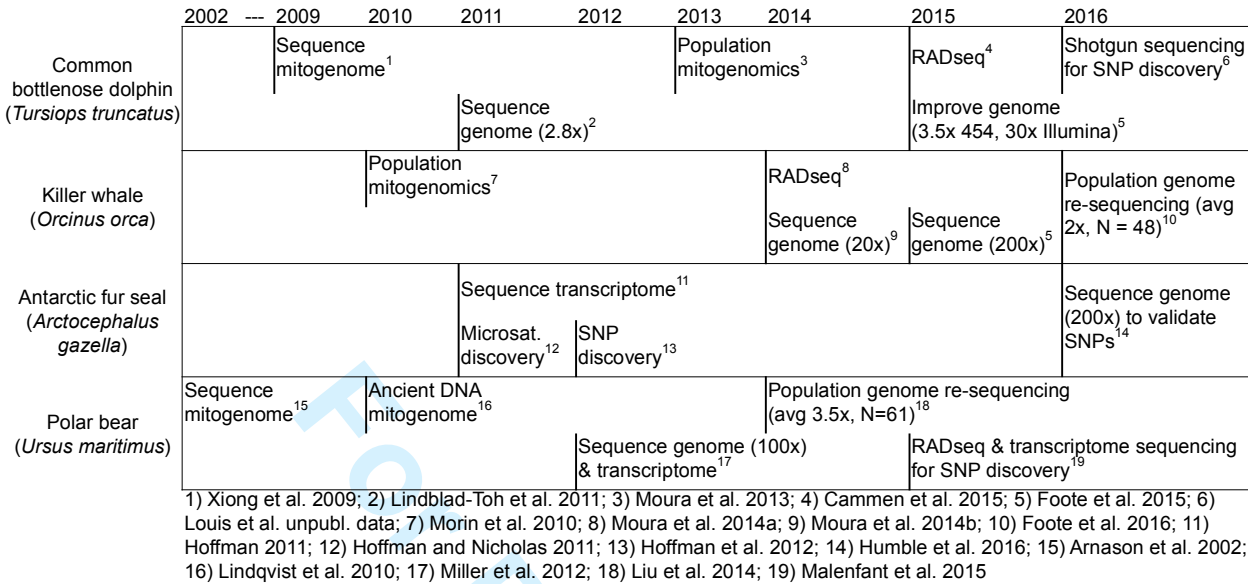 2002 --- 2009 2010 2011 2012 2013 2014 2015 2016
Common
bottlenose dolphin
(Tursiops truncatus)
Sequence
mitogenome1
Population
mitogenomics3
RADseq4
Shotgun sequencing
for SNP discovery6
Sequence
genome (2.8x)2
Improve genome
(3.5x 454, 30x Illumina)5
Killer whale
(Orcinus orca)
Population
mitogenomics7
RADseq8
Population genome
re-sequencing (avg
2x, N = 48)10
Sequence
genome (20x)9
Sequence
genome (200x)5
Antarctic fur seal
(Arctocephalus
gazella)
Sequence transcriptome11
Sequence genome
(200x) to validate
SNPs14
Microsat.
discovery12
SNP
discovery13
Polar bear
(Ursus maritimus)
Sequence
mitogenome15
Ancient DNA
mitogenome16
Population genome re-sequencing
(avg 3.5x, N=61)18
Sequence genome (100x)
& transcriptome17
RADseq & transcriptome sequencing
for SNP discovery19
1) Xiong et al. 2009; 2) Lindblad-Toh et al. 2011; 3) Moura et al. 2013; 4) Cammen et al. 2015; 5) Foote et al. 2015; 6)
Louis et al. unpubl. data; 7) Morin et al. 2010; 8) Moura et al. 2014a; 9) Moura et al. 2014b; 10) Foote et al. 2016; 11)
Hoffman 2011; 12) Hoffman and Nicholas 2011; 13) Hoffman et al. 2012; 14) Humble et al. 2016; 15) Arnason et al. 2002;
16) Lindqvist et al. 2010; 17) Miller et al. 2012; 18) Liu et al. 2014; 19) Malenfant et al. 2015
For